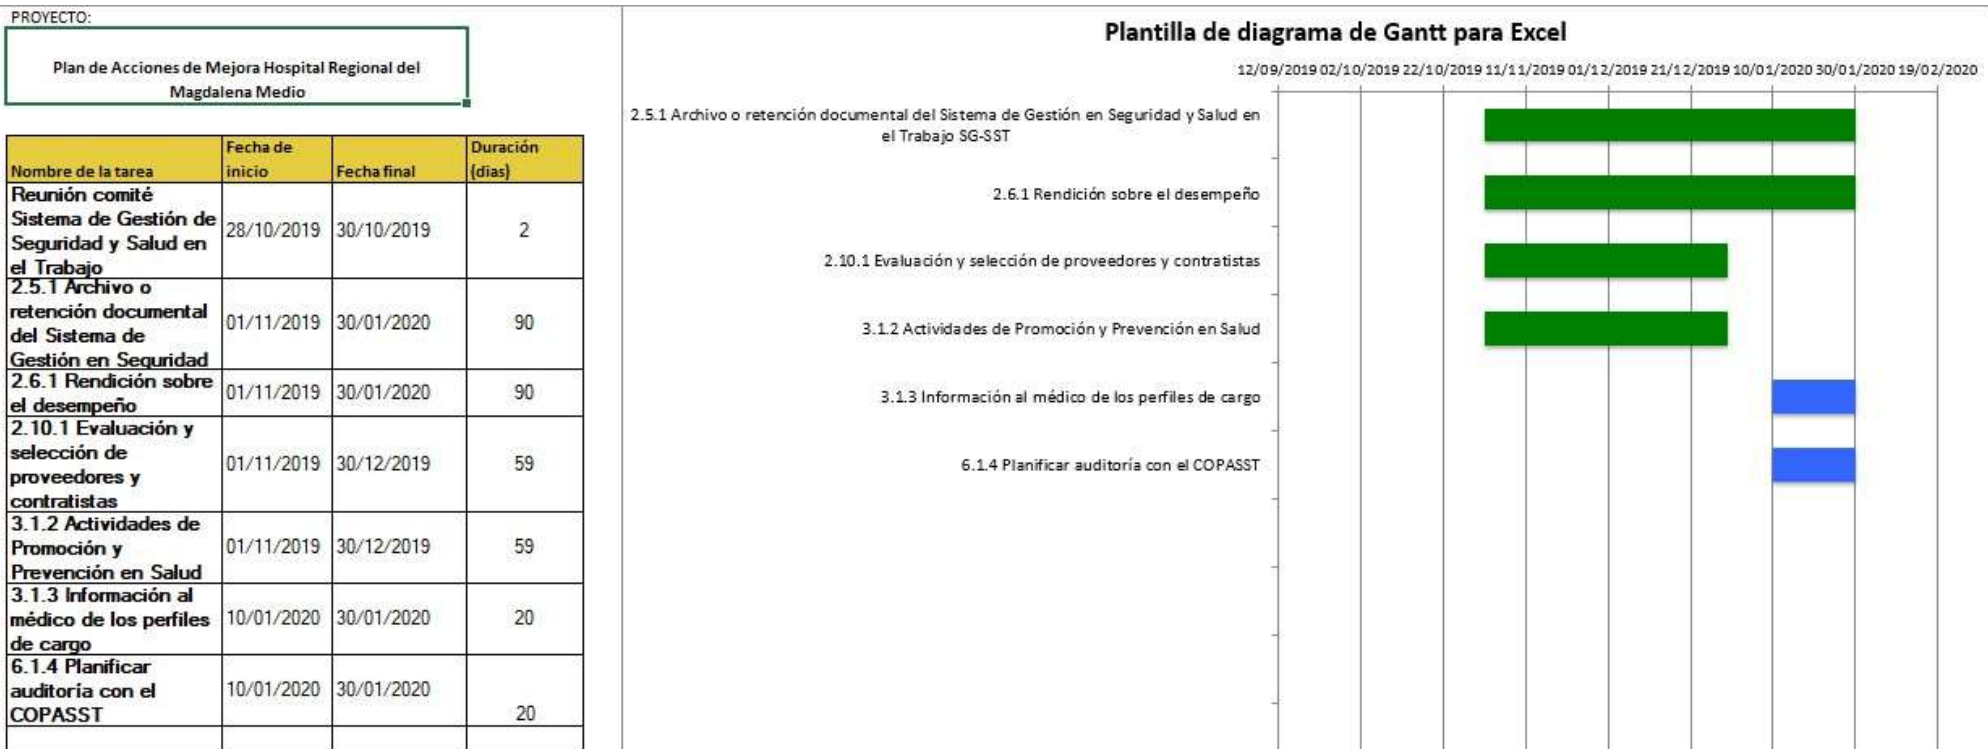 PROYECTO:
Plan de Acciones de Mejora Hospital Regional del
Magdalena Medio
Nombre de la tarea
Fecha de
inicio
Fecha final
Duración
(dias)
Reunión comité
Sistema de Gestión de
Seguridad y Salud en
el Trabajo
28/10/2019
30/10/2019
2
2.5.1 Archivo o
retención documental
del Sistema de
Gestión en Seguridad
01/11/2019
30/01/2020
90
2.6.1 Rendición sobre
el desempeño
01/11/2019
30/01/2020
90
2.10.1 Evaluación y
selección de
proveedores y
contratistas
01/11/2019
30/12/2019
59
3.1.2 Actividades de
Promoción y
Prevención en Salud
01/11/2019
30/12/2019
59
3.1.3 Información al
médico de los perfiles
de cargo
10/01/2020
30/01/2020
20
6.1.4 Planificar
auditoría con el
COPASST
10/01/2020
30/01/2020
20
Plantilla de diagrama de Gantt para Excel
12/09/2019 02/10/2019 22/10/2019 11/11/2019 01/12/2019 21/12/2019 10/01/2020 30/01/2020 19/02/2020
2.5.1 Archivo o retención documental del Sistema de Gestión en Seguridad y Salud en
el Trabajo SG-SST
2.6.1 Rendición sobre el desempeño
2.10.1 Evaluación y selección de proveedores y contratistas
3.1.2 Actividades de Promoción y Prevención en Salud
3.1.3 Información al médico de los perfiles de cargo
6.1.4 Planificar auditoría con el COPASST